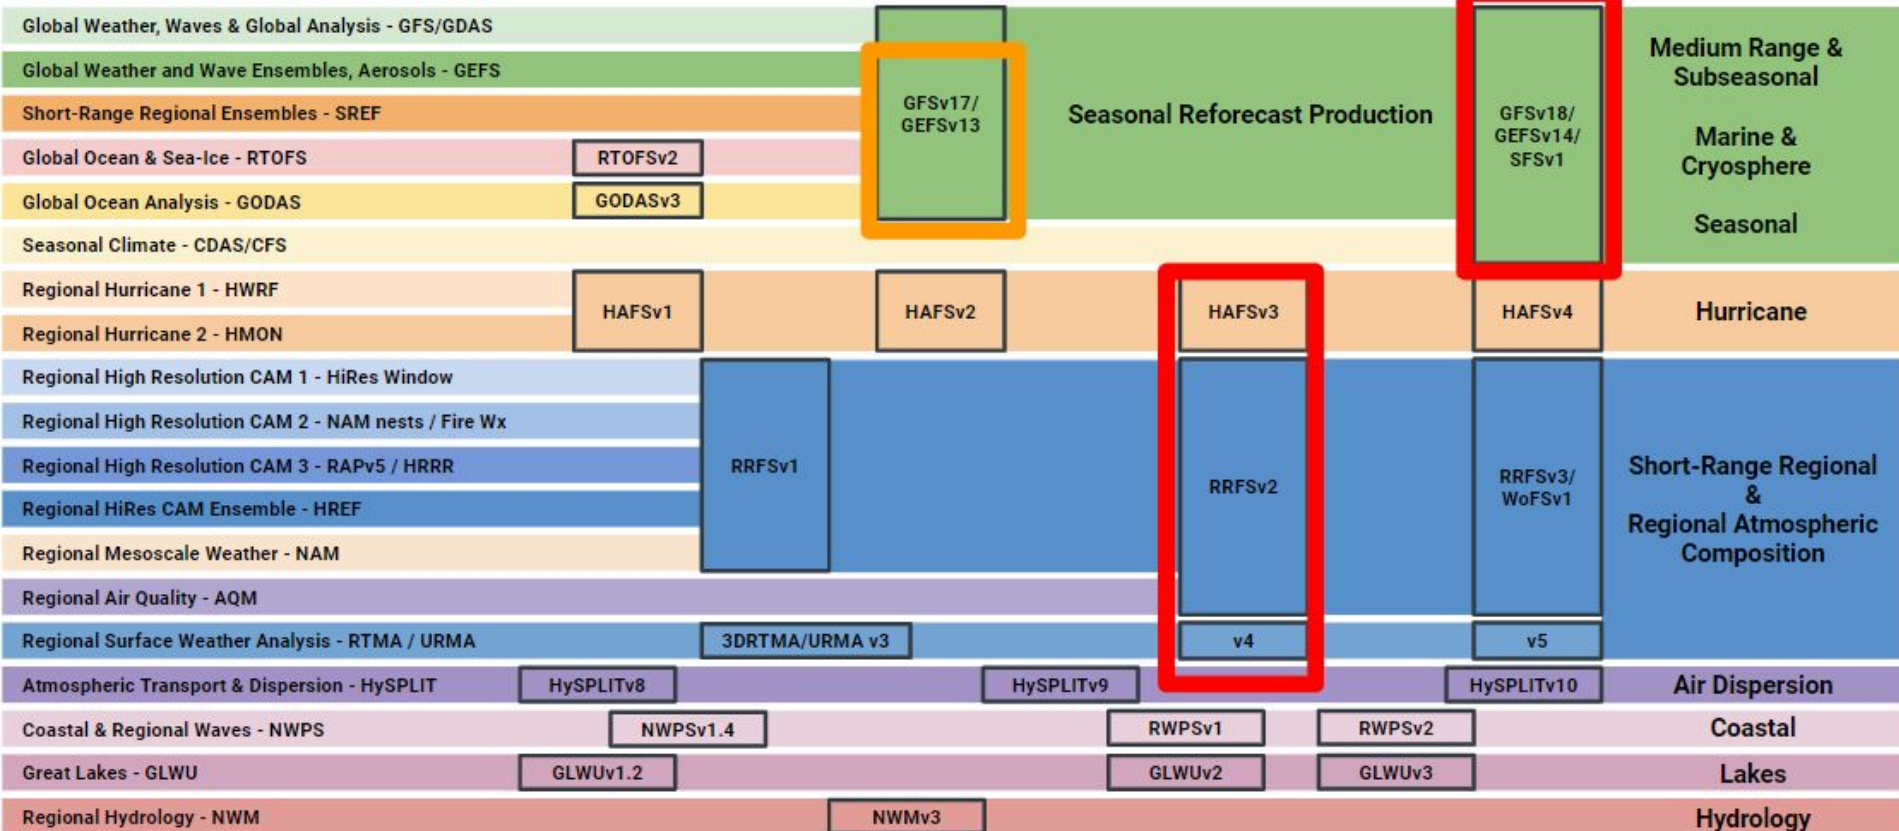 Global Weather, Waves & Global Analysis - GFS/GDAS
Global Weather and Wave Ensembles, Aerosols - GEFS
Short-Range Regional Ensembles - SREF
Global Ocean & Sea-Ice - RTOFS
RTOFSv2
Global Ocean Analysis - GODAS
GODASv3
Seasonal Climate - CDAS/CFS
GFSv17/
GEFSv13
Seasonal Reforecast Production
GFSv18/
GEFSv14/
SFSv1
Medium Range &
Subseasonal
Marine &
Cryosphere
Seasonal
Regional Hurricane 1 - HWRF
Regional Hurricane 2 - HMON
HAFSv1
HAFSv2
HAFSv3
HAFSv4
Hurricane
Regional High Resolution CAM 1 - HiRes Window
Regional High Resolution CAM 2 - NAM nests / Fire Wx
Regional High Resolution CAM 3 - RAPv5 / HRRR
Regional HiRes CAM Ensemble - HREF
Regional Mesoscale Weather - NAM
Regional Air Quality - AQM
RRFSv1
RRFSv2
RRFSv3/
WoFSv1
Short-Range Regional
&
Regional Atmospheric
Composition
Regional Surface Weather Analysis - RTMA / URMA
3DRTMA/URMA v3
v4
v5
Atmospheric Transport & Dispersion - HySPLIT
HySPLITv8
HySPLITv9
HySPLITv10
Air Dispersion
Coastal & Regional Waves - NWPS
NWPSv1.4
RWPSv1
RWPSv2
Coastal
Great Lakes - GLWU
GLWUv1.2
GLWUv2
GLWUv3
Lakes
Regional Hydrology - NWM
NWMv3
Hydrology